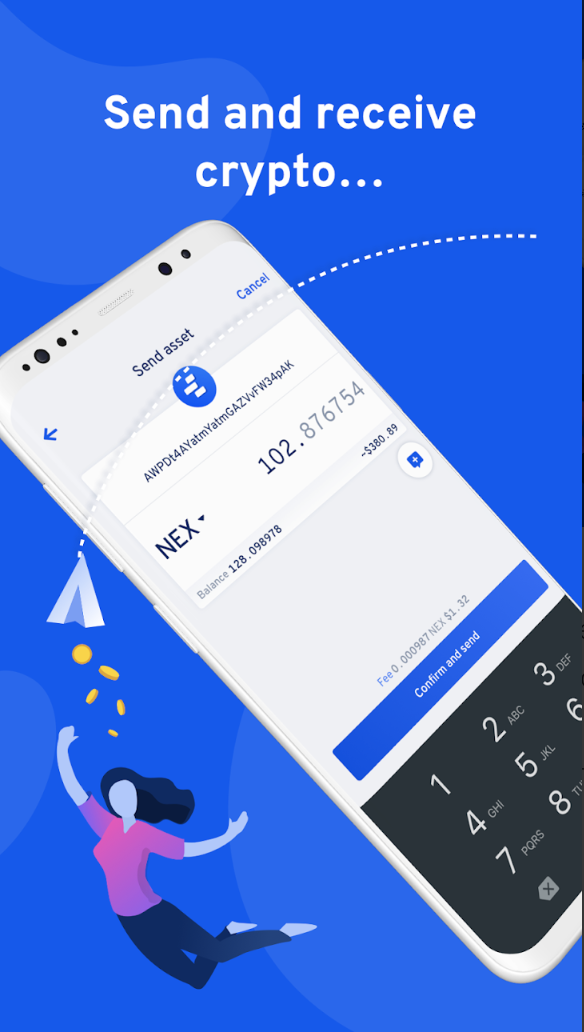 Send and receive
crypto...
Cancel
Send asset
AWPDt4AYatmYatmGAZVvFW34pAK
NEX 102.876754
Balance 128.098978 ~$380.89
Fee 0.000987 NEX $1.32
Confirm and send
1 2 ABC 3 DEF
4 GHI 5 JKL 6
7 PQRS 8 TU